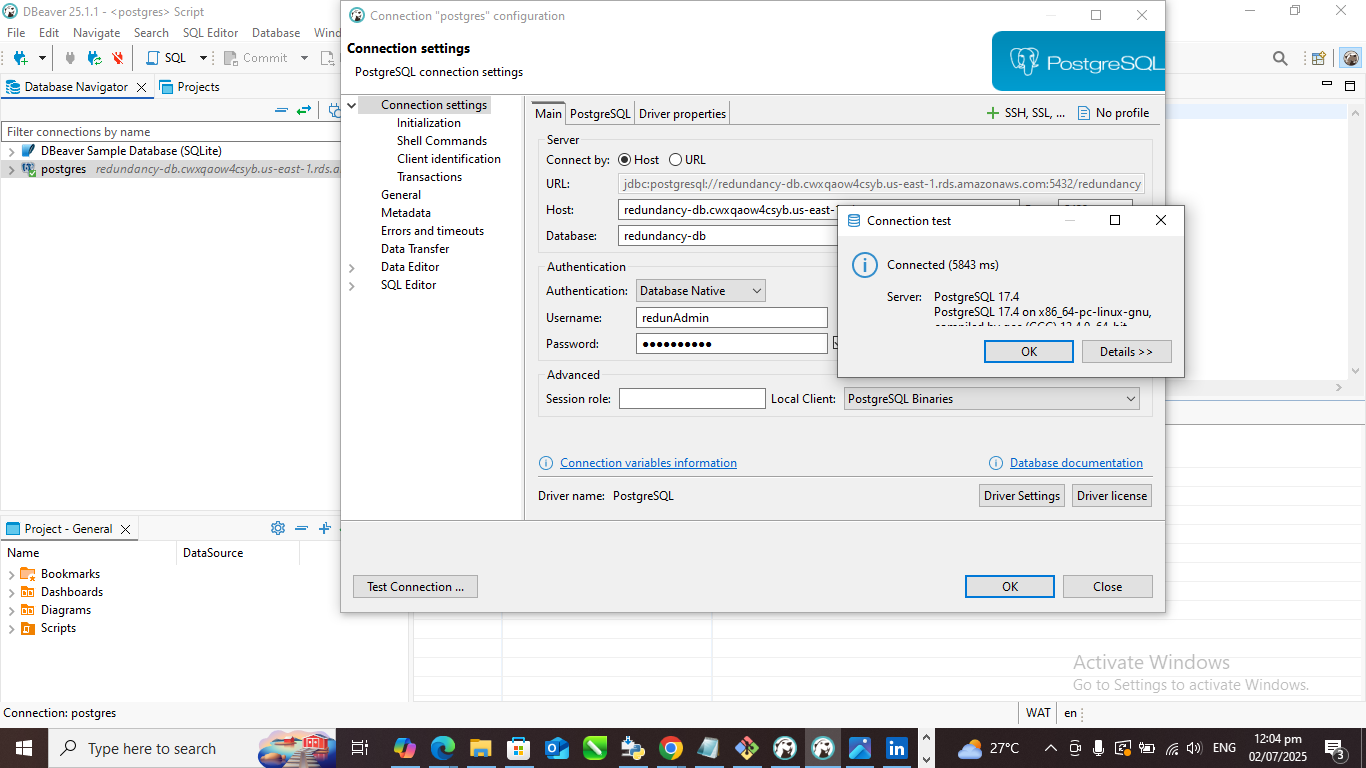 DBeaver 25.1.1 - <postgres> Script
File Edit Navigate Search SQL Editor Database
SQL Commit
Database Navigator Projects
Filter connections by name
DBeaver Sample Database (SQLite)
postgres redundancy-db.cwxqaow4csyb.us-east-1.rds.a
Project - General
Name DataSource
Bookmarks
Dashboards
Diagrams
Scripts
Connection "postgres" configuration
Connection settings
PostgreSQL connection settings
PostgreSQL
Connection settings
Initialization
Shell Commands
Client identification
Transactions
General
Metadata
Errors and timeouts
Data Transfer
Data Editor
SQL Editor
Main PostgreSQL Driver properties
SSH, SSL, ... No profile
Server
Connect by: Host URL
URL: jdbc:postgresql://redundancy-db.cwxqaow4csyb.us-east-1.rds.amazonaws.com:5432/redundancy
Host: redundancy-db.cwxqaow4csyb.us-east-
Database: redundancy-db
Authentication
Authentication: Database Native
Username: redunAdmin
Password: ●●●●●●●●●●
Advanced
Session role: Local Client: PostgreSQL Binaries
Connection variables information Database documentation
Driver name: PostgreSQL Driver Settings Driver license
Test Connection ... OK Close
Connection test
Connected (5843 ms)
Server: PostgreSQL 17.4
PostgreSQL 17.4 on x86_64-pc-linux-gnu,
OK Details >>
Activate Windows
Go to Settings to activate Windows.
Connection: postgres WAT en
Type here to search
27°C ENG
12:04 pm
02/07/2025
3